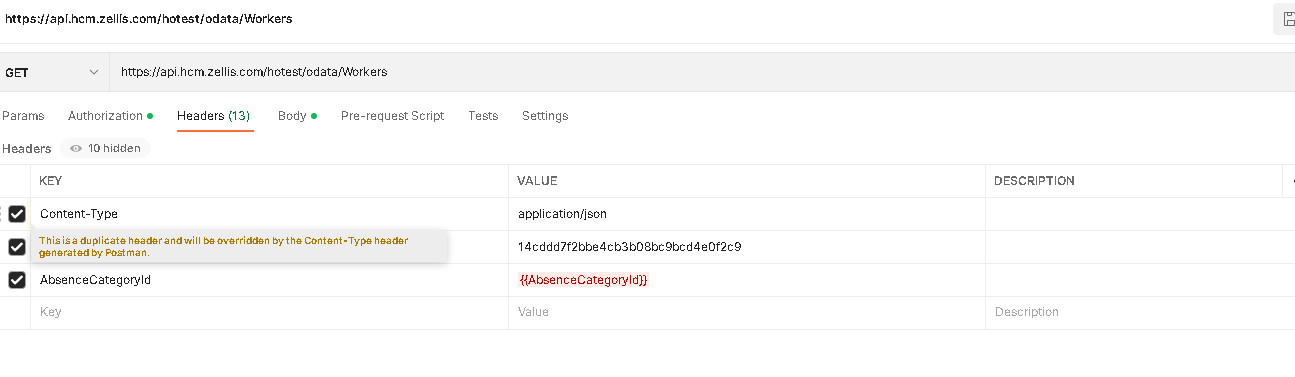 https://api.hcm.zellis.com/hotest/odata/Workers
GET https://api.hcm.zellis.com/hotest/odata/Workers
Params Authorization Headers (13) Body Pre-request Script Tests Settings
Headers 10 hidden
KEY VALUE DESCRIPTION
Content-Type application/json
This is a duplicate header and will be overridden by the Content-Type header
generated by Postman.
14cddd7f2bbe4cb3b08bc9bcd4e0f2c9
AbsenceCategoryId {{AbsenceCategoryId}}
Key Value Description